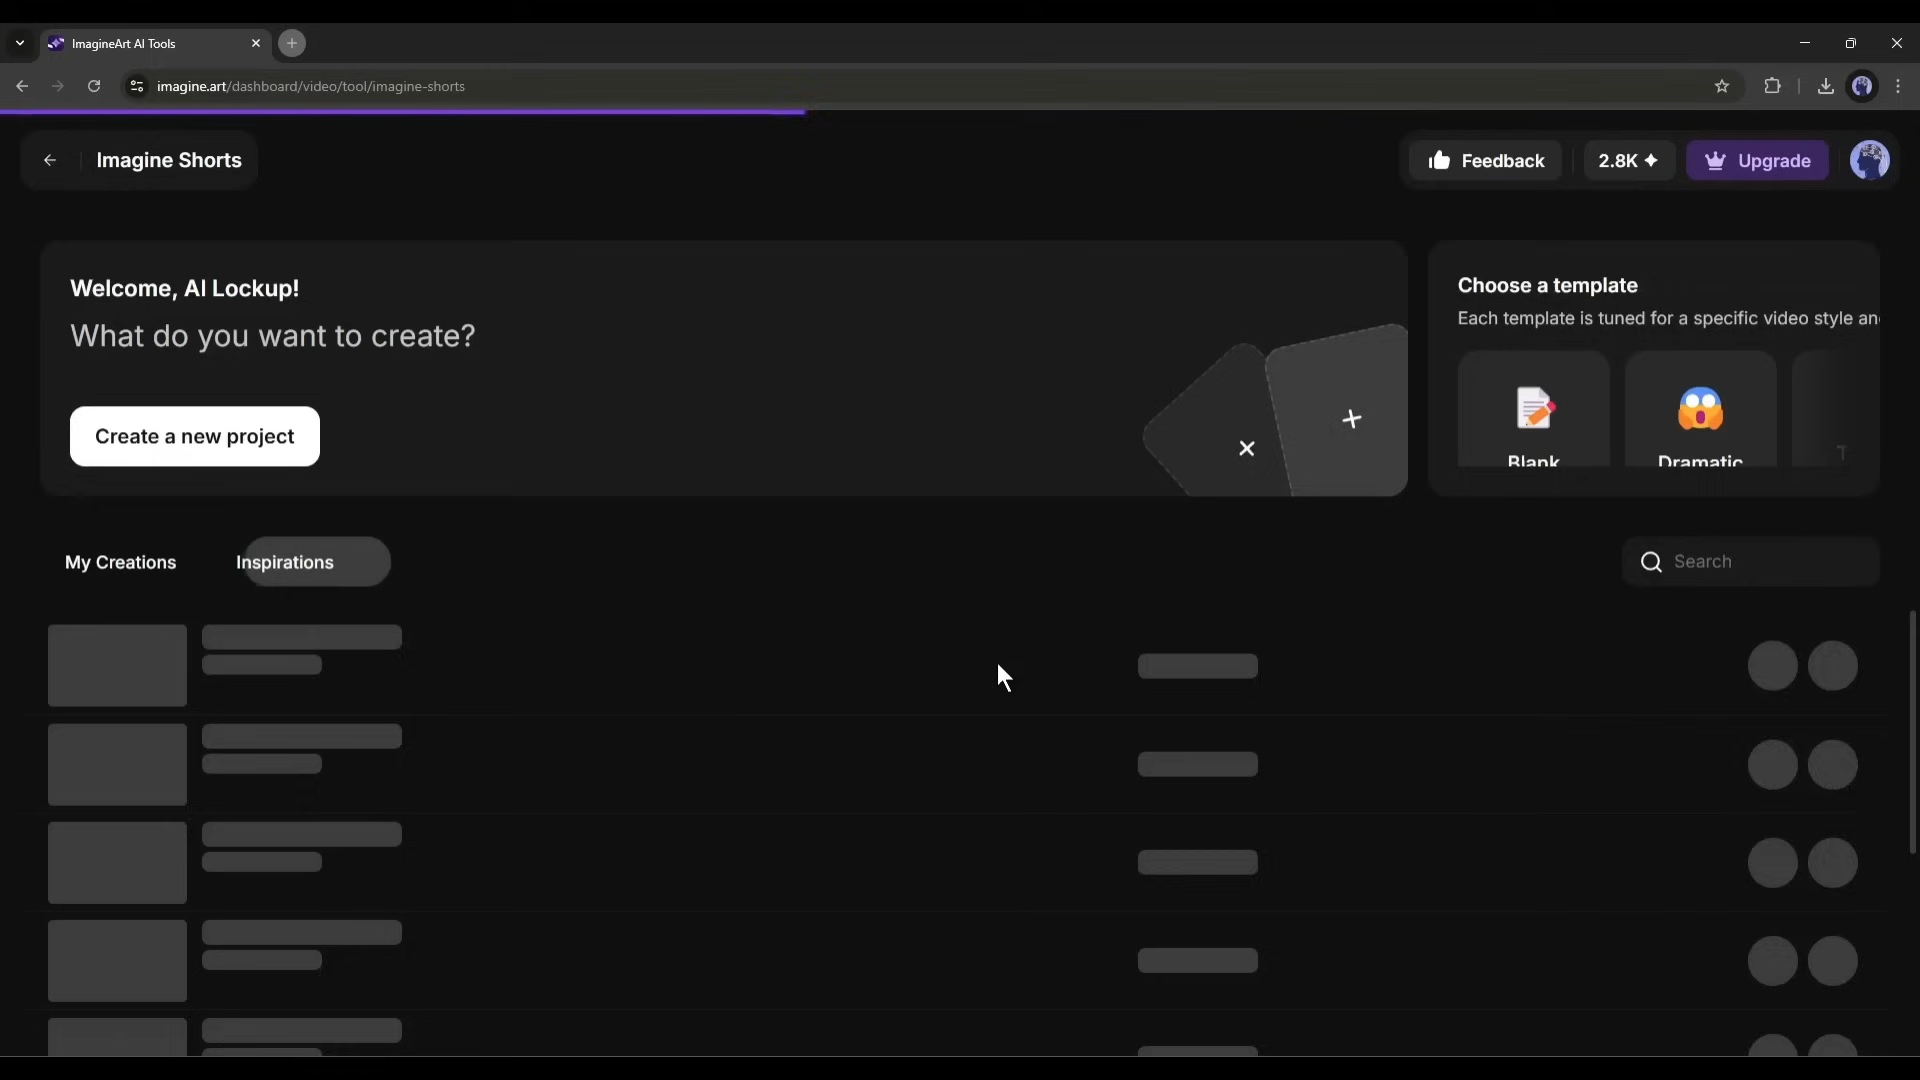 ImagineArt AI Tools
imagine.art/dashboard/video/tool/imagine-shorts
Imagine Shorts
Feedback
2.8K
Upgrade
Welcome, AI Lockup!
What do you want to create?
Create a new project
Choose a template
Each template is tuned for a specific video style an
Blank
Dramatic
T
My Creations
Inspirations
Search